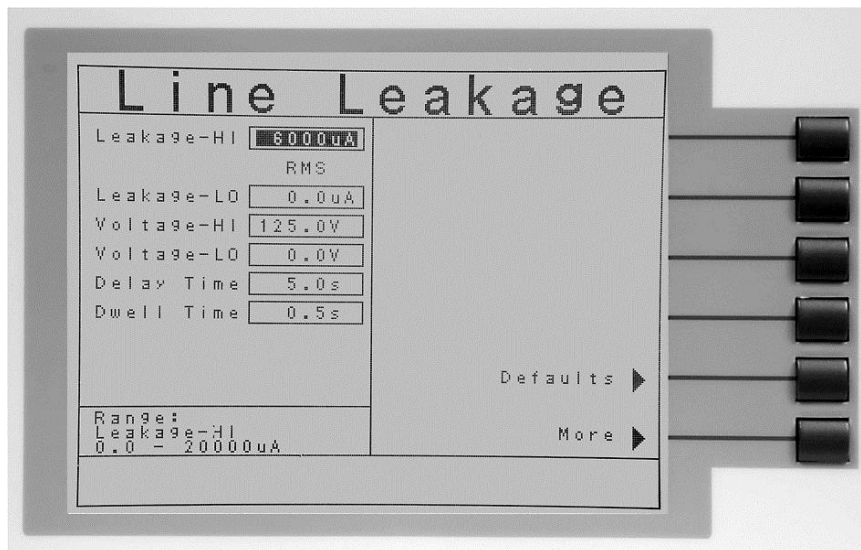 Line Leakage
Leakage-HI 6000uA
RMS
Leakage-LO 0.0uA
Voltage-HI 125.0V
Voltage-LO 0.0V
Delay Time 5.0s
Dwell Time 0.5s
Defaults
Range:
Leakage-HI
0.0 - 20000uA
More